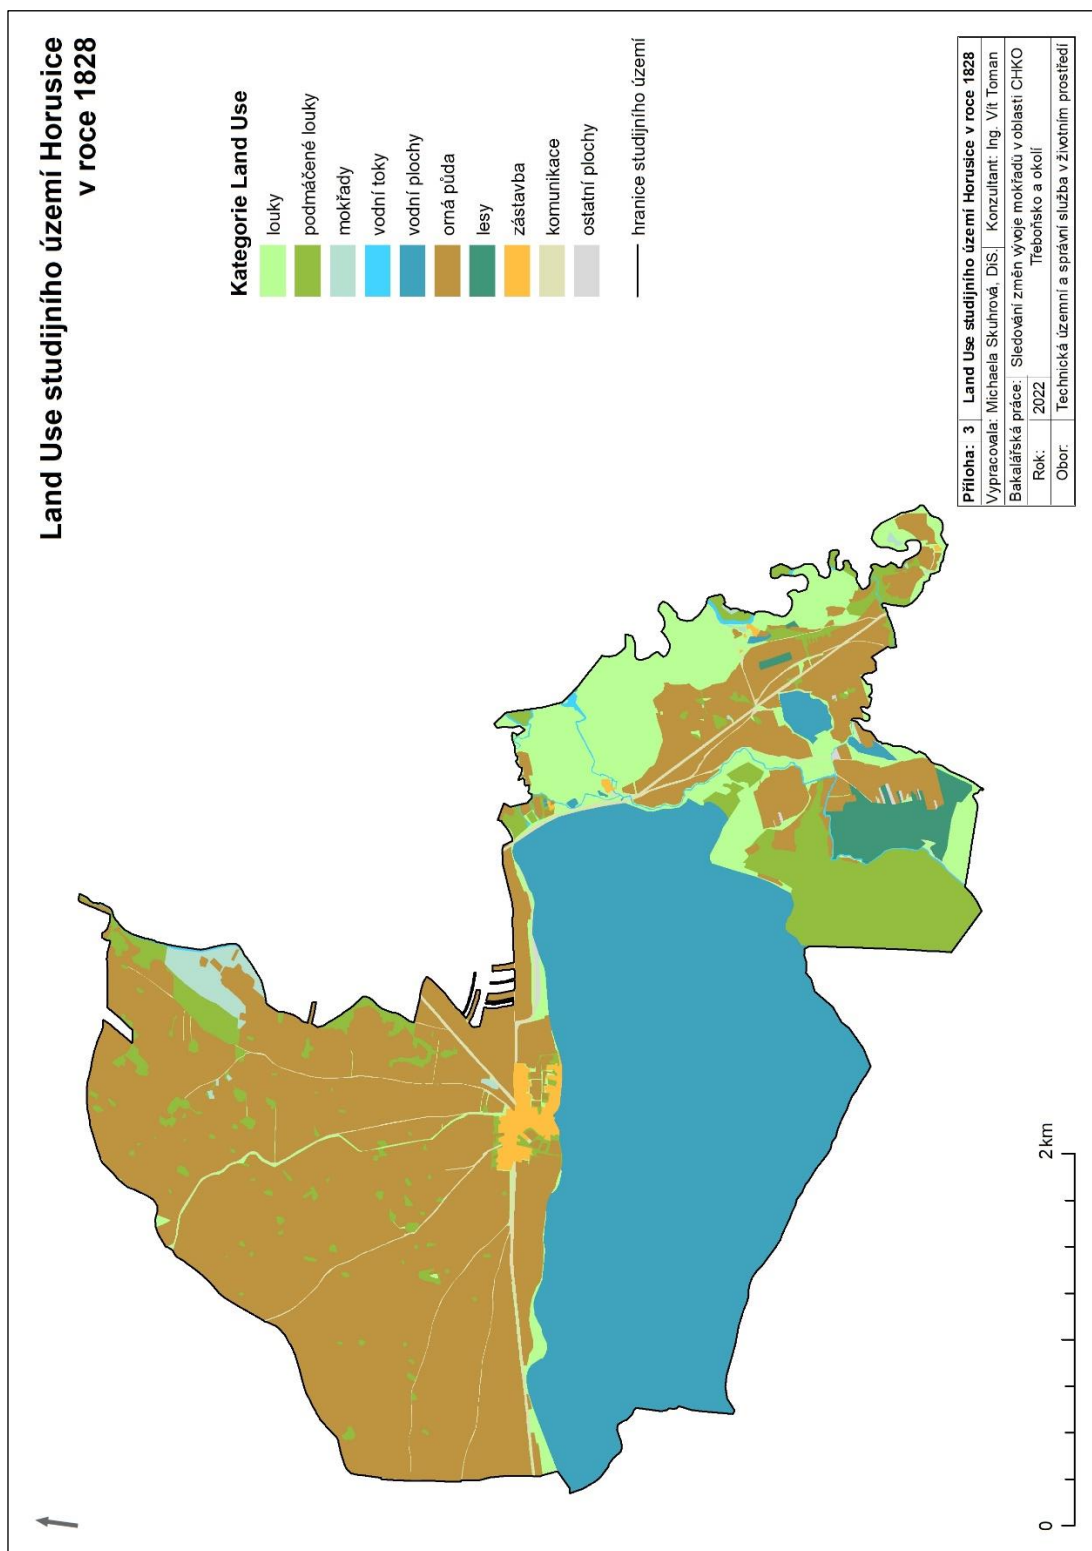 Land Use studijního území Horusice
v roce 1828
Kategorie Land Use
louky
podmáčené louky
mokřady
vodní toky
vodní plochy
orná půda
lesy
zástavba
komunikace
ostatní plochy
hranice studijního území
0 2km
Příloha: 3 Land Use studijního území Horusice v roce 1828
Vypracovala: Michaela Skuhrová, DiS. Konzultant: Ing. Vít Toman
Bakalářská práce: Sledování změn vývoje mokřadů v oblasti CHKO
Třeboňsko a okolí
Rok: 2022
Obor: Technická územní a správní služba v životním prostředí